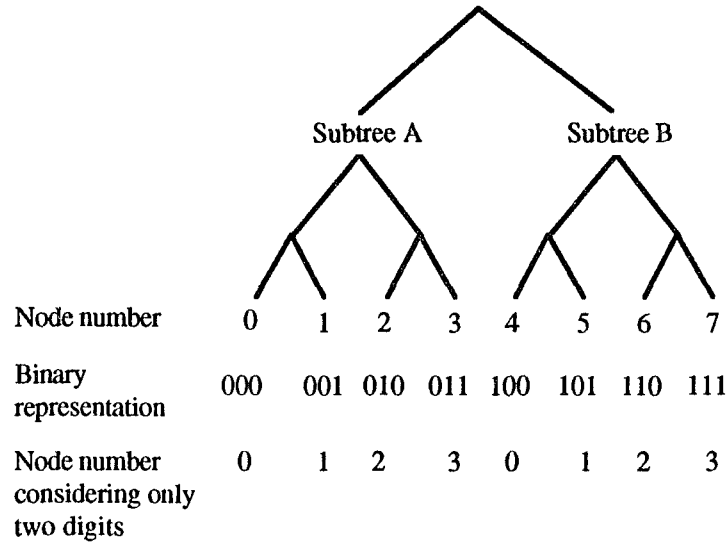 Subtree A Subtree B
Node number 0 1 2 3 4 5 6 7
Binary
representation 000 001 010 011 100 101 110 111
Node number 0 1 2 3 0 1 2 3
considering only
two digits